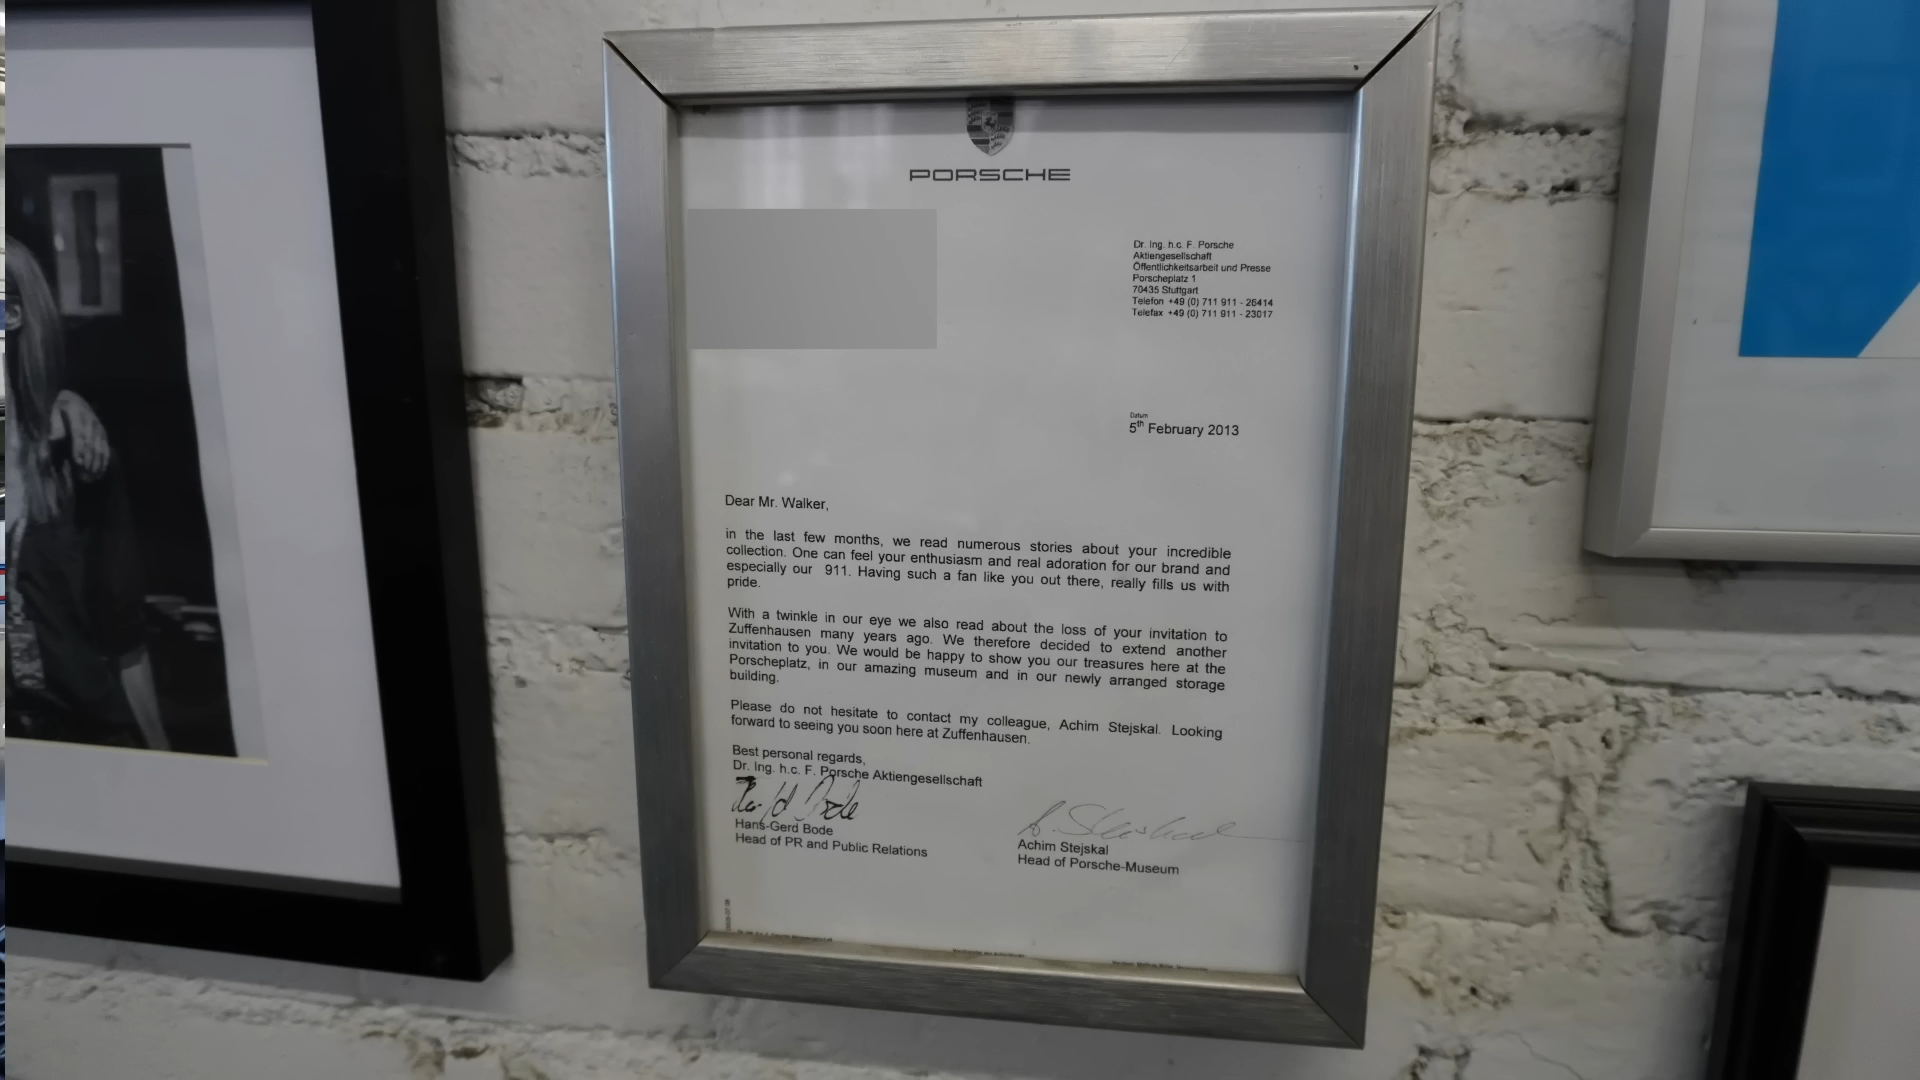 PORSCHE
Dr. Ing. h.c. F. Porsche
Aktiengesellschaft
Öffentlichkeitsarbeit und Presse
Porscheplatz 1
70435 Stuttgart
Telefon +49 (0) 711 911 - 26414
Telefax +49 (0) 711 911 - 23017
Datum
5th February 2013
Dear Mr. Walker,
in the last few months, we read numerous stories about your incredible
collection. One can feel your enthusiasm and real adoration for our brand and
especially our 911. Having such a fan like you out there, really fills us with
pride.
With a twinkle in our eye we also read about the loss of your invitation to
Zuffenhausen many years ago. We therefore decided to extend another
invitation to you. We would be happy to show you our treasures here at the
Porscheplatz, in our amazing museum and in our newly arranged storage
building.
Please do not hesitate to contact my colleague, Achim Stejskal. Looking
forward to seeing you soon here at Zuffenhausen.
Best personal regards,
Dr. Ing. h.c. F. Porsche Aktiengesellschaft
Hans-Gerd Bode
Head of PR and Public Relations
Achim Stejskal
Head of Porsche-Museum